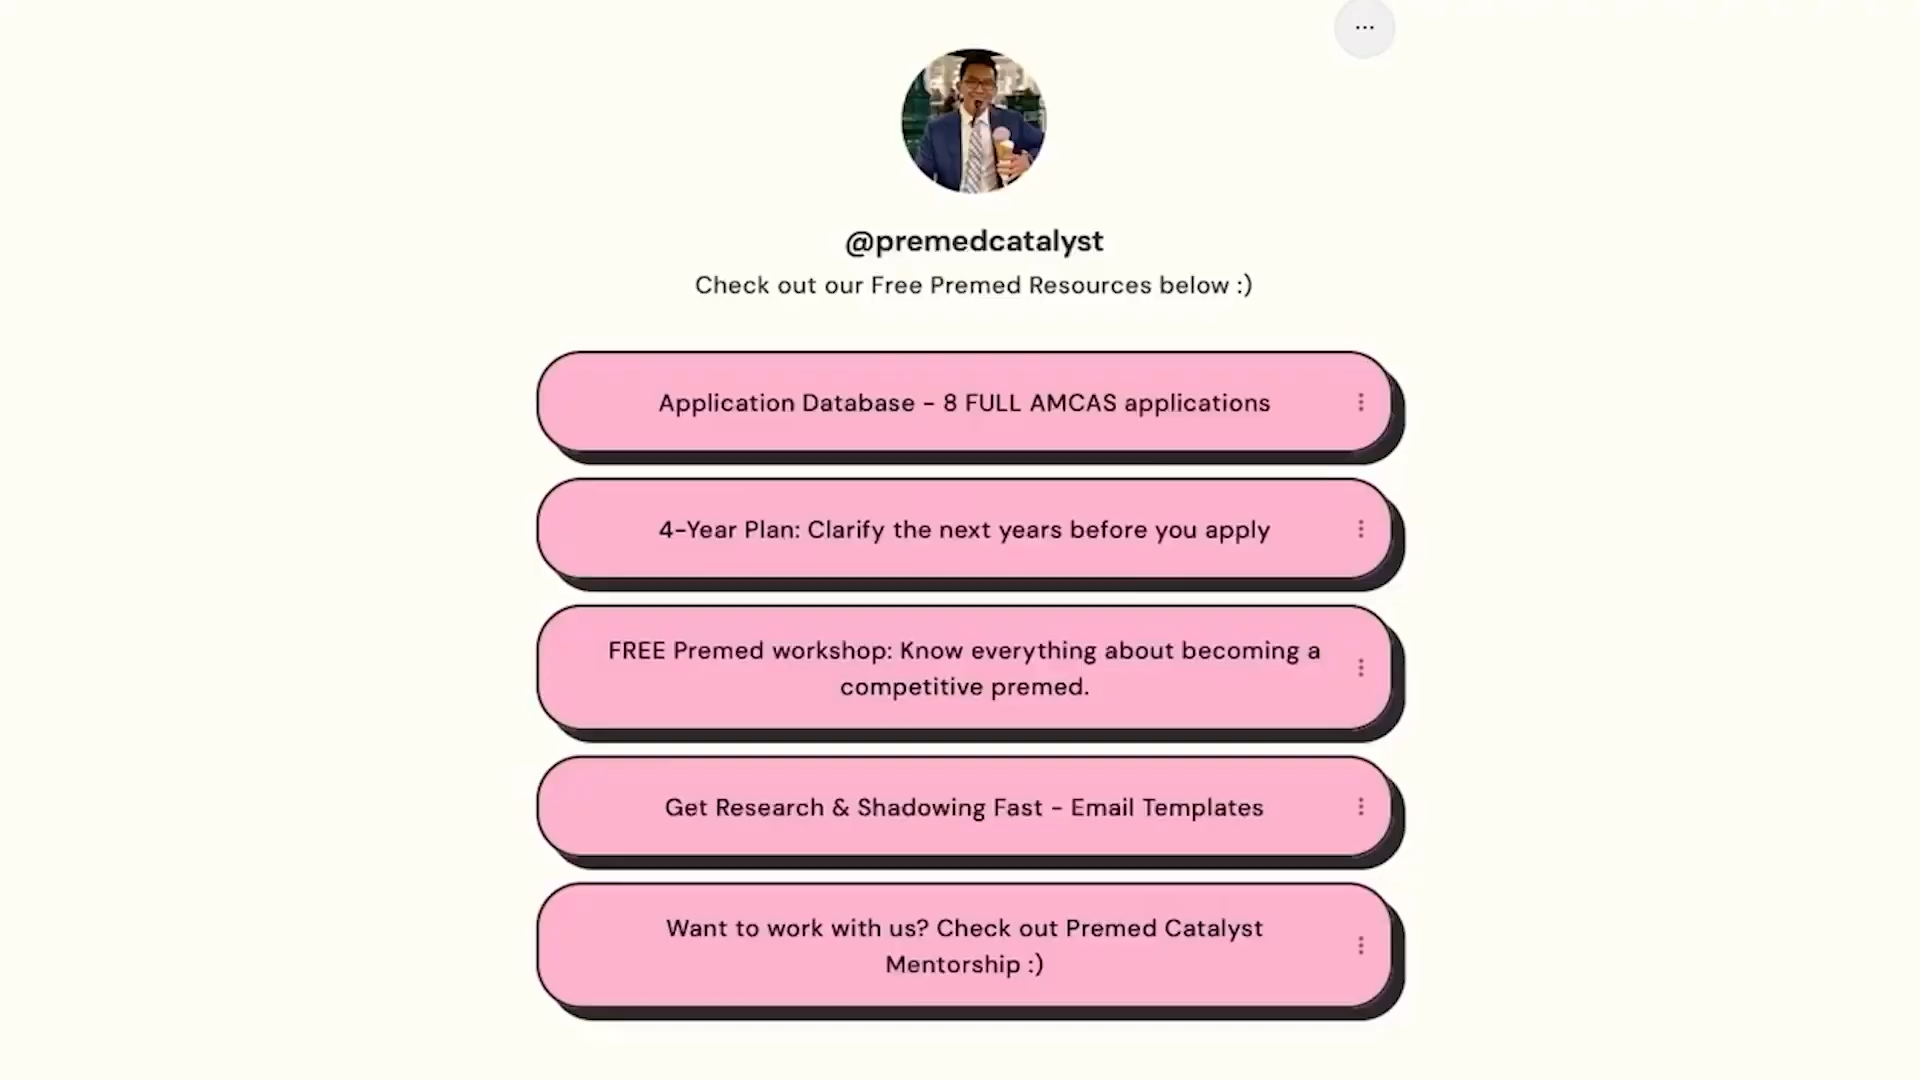 @premedcatalyst
Check out our Free Premed Resources below :)
Application Database - 8 FULL AMCAS applications
4-Year Plan: Clarify the next years before you apply
FREE Premed workshop: Know everything about becoming a
competitive premed.
Get Research & Shadowing Fast - Email Templates
Want to work with us? Check out Premed Catalyst
Mentorship :)